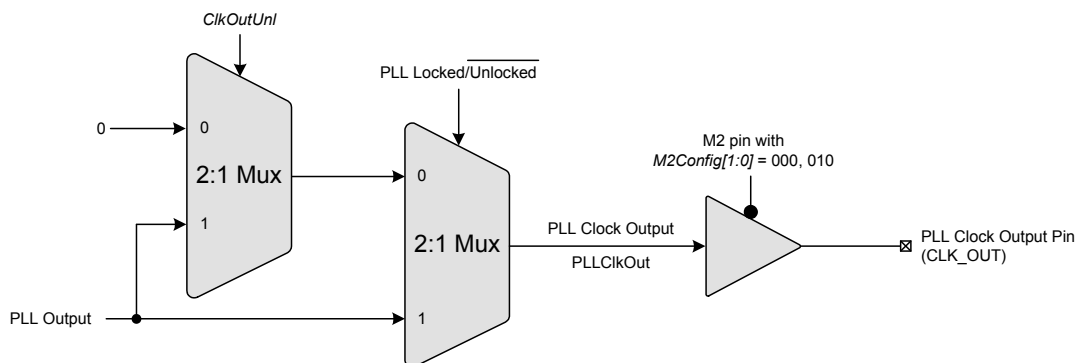 ClkOutUnl
PLL Locked/Unlocked
0
0
2:1 Mux
1
M2 pin with
M2Config[1:0] = 000, 010
0
2:1 Mux
1
PLL Clock Output
PLLClkOut
PLL Clock Output Pin
(CLK_OUT)
PLL Output